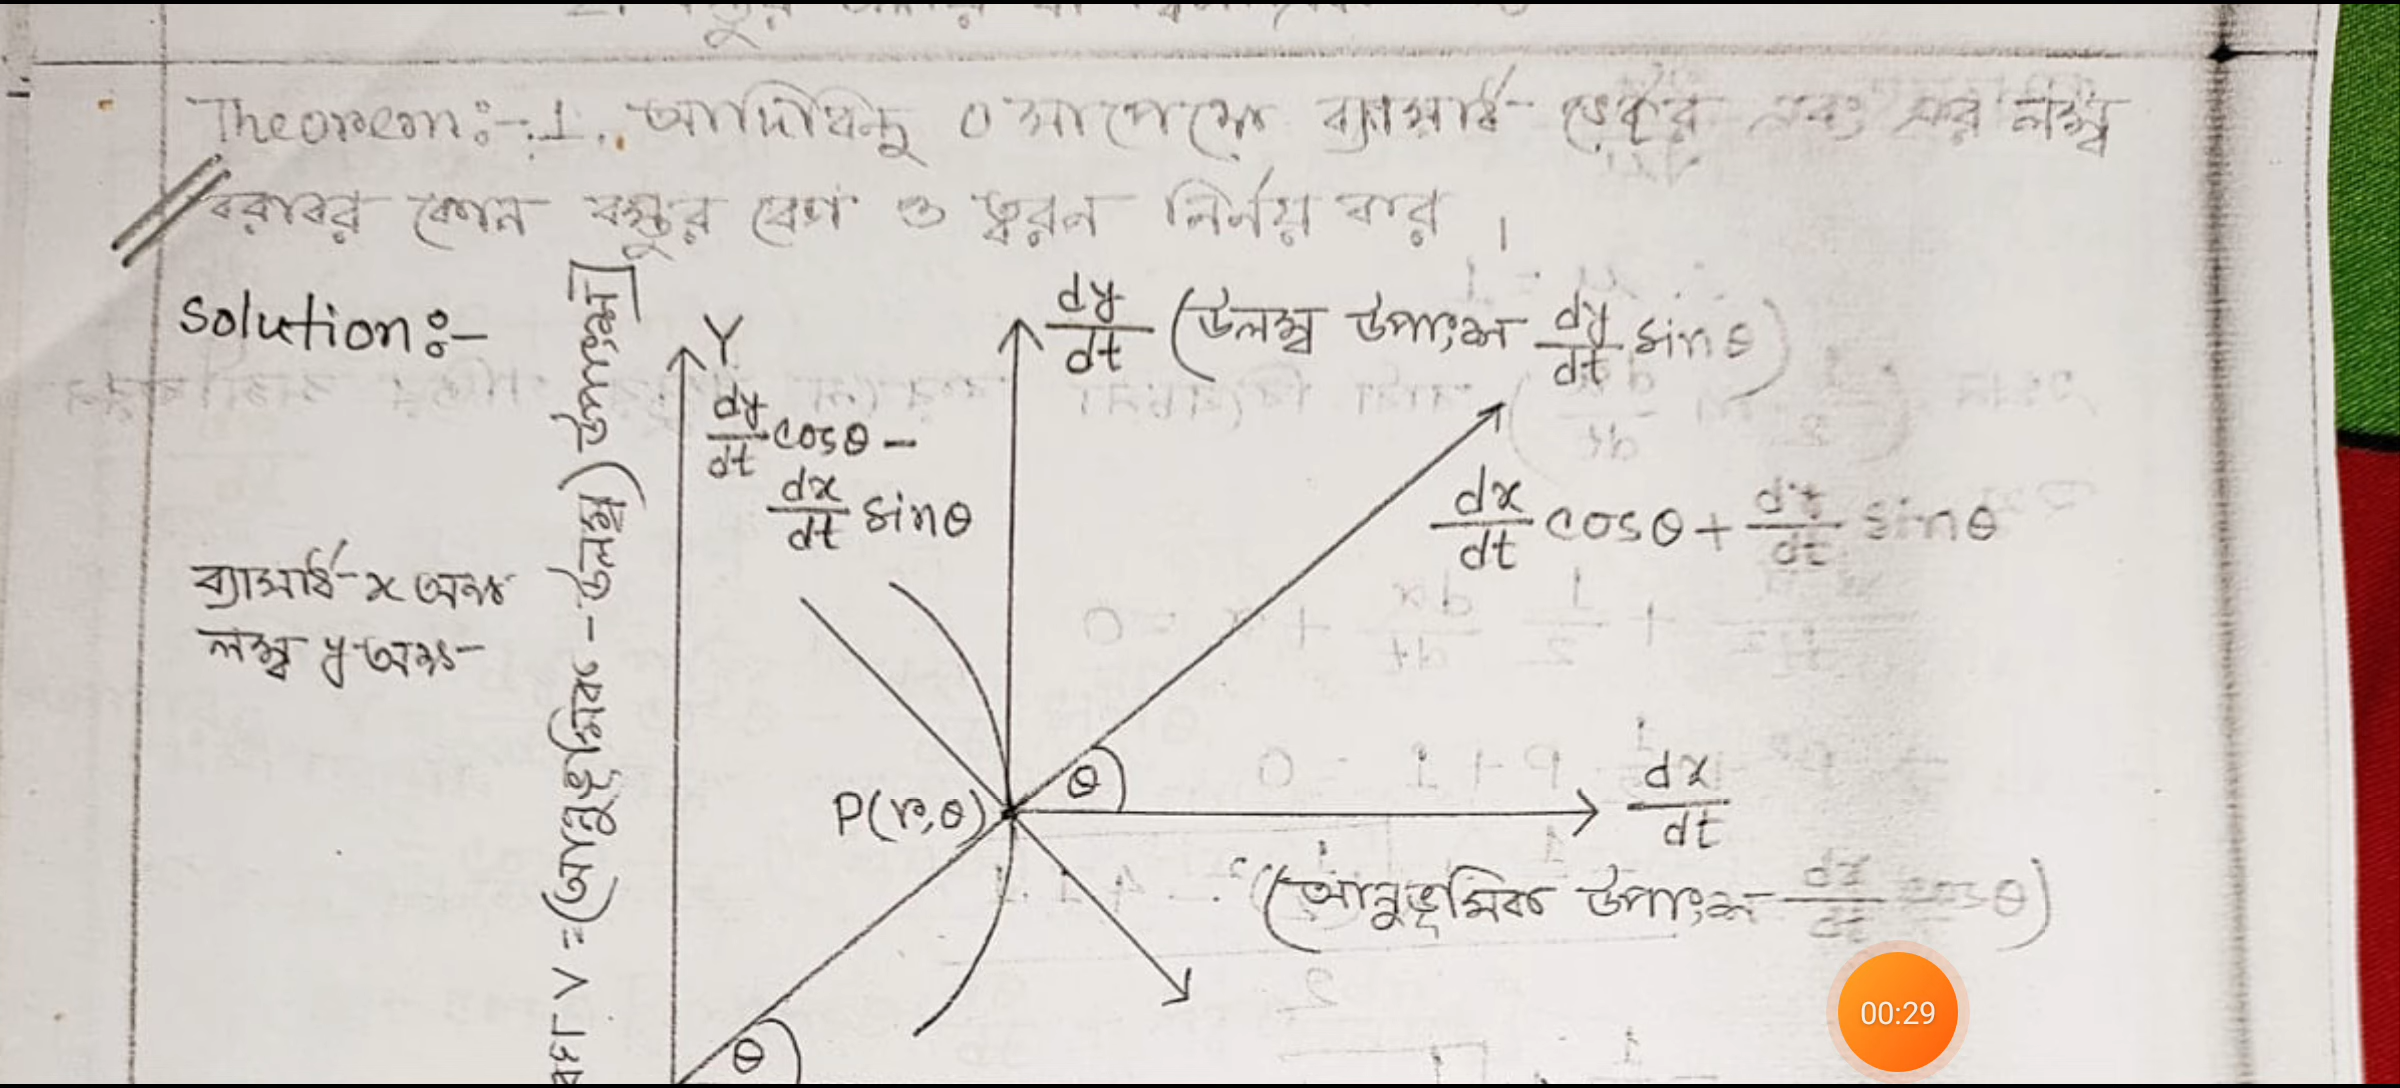 Theorem:-1. আদিবিন্দু O সাপেক্ষে ব্যাসার্ধ ভেক্টর এবং এর লম্ব
বরাবর কোন বস্তুর বেগ ও ত্বরন নির্ণয় কর ।
Solution:-
Y
dy/dt (উলম্ব উপাংশ dy/dt sinθ)
dy/dt cosθ -
dx/dt sinθ
dx/dt cosθ + dy/dt sinθ
ব্যাসার্ধ- x অক্ষ
লম্ব y অক্ষ
V = (আনুভূমিক - উলম্ব) উপাংশ
P(r,θ)
θ
dx/dt
(আনুভূমিক উপাংশ dx/dt cosθ)
θ
00:29